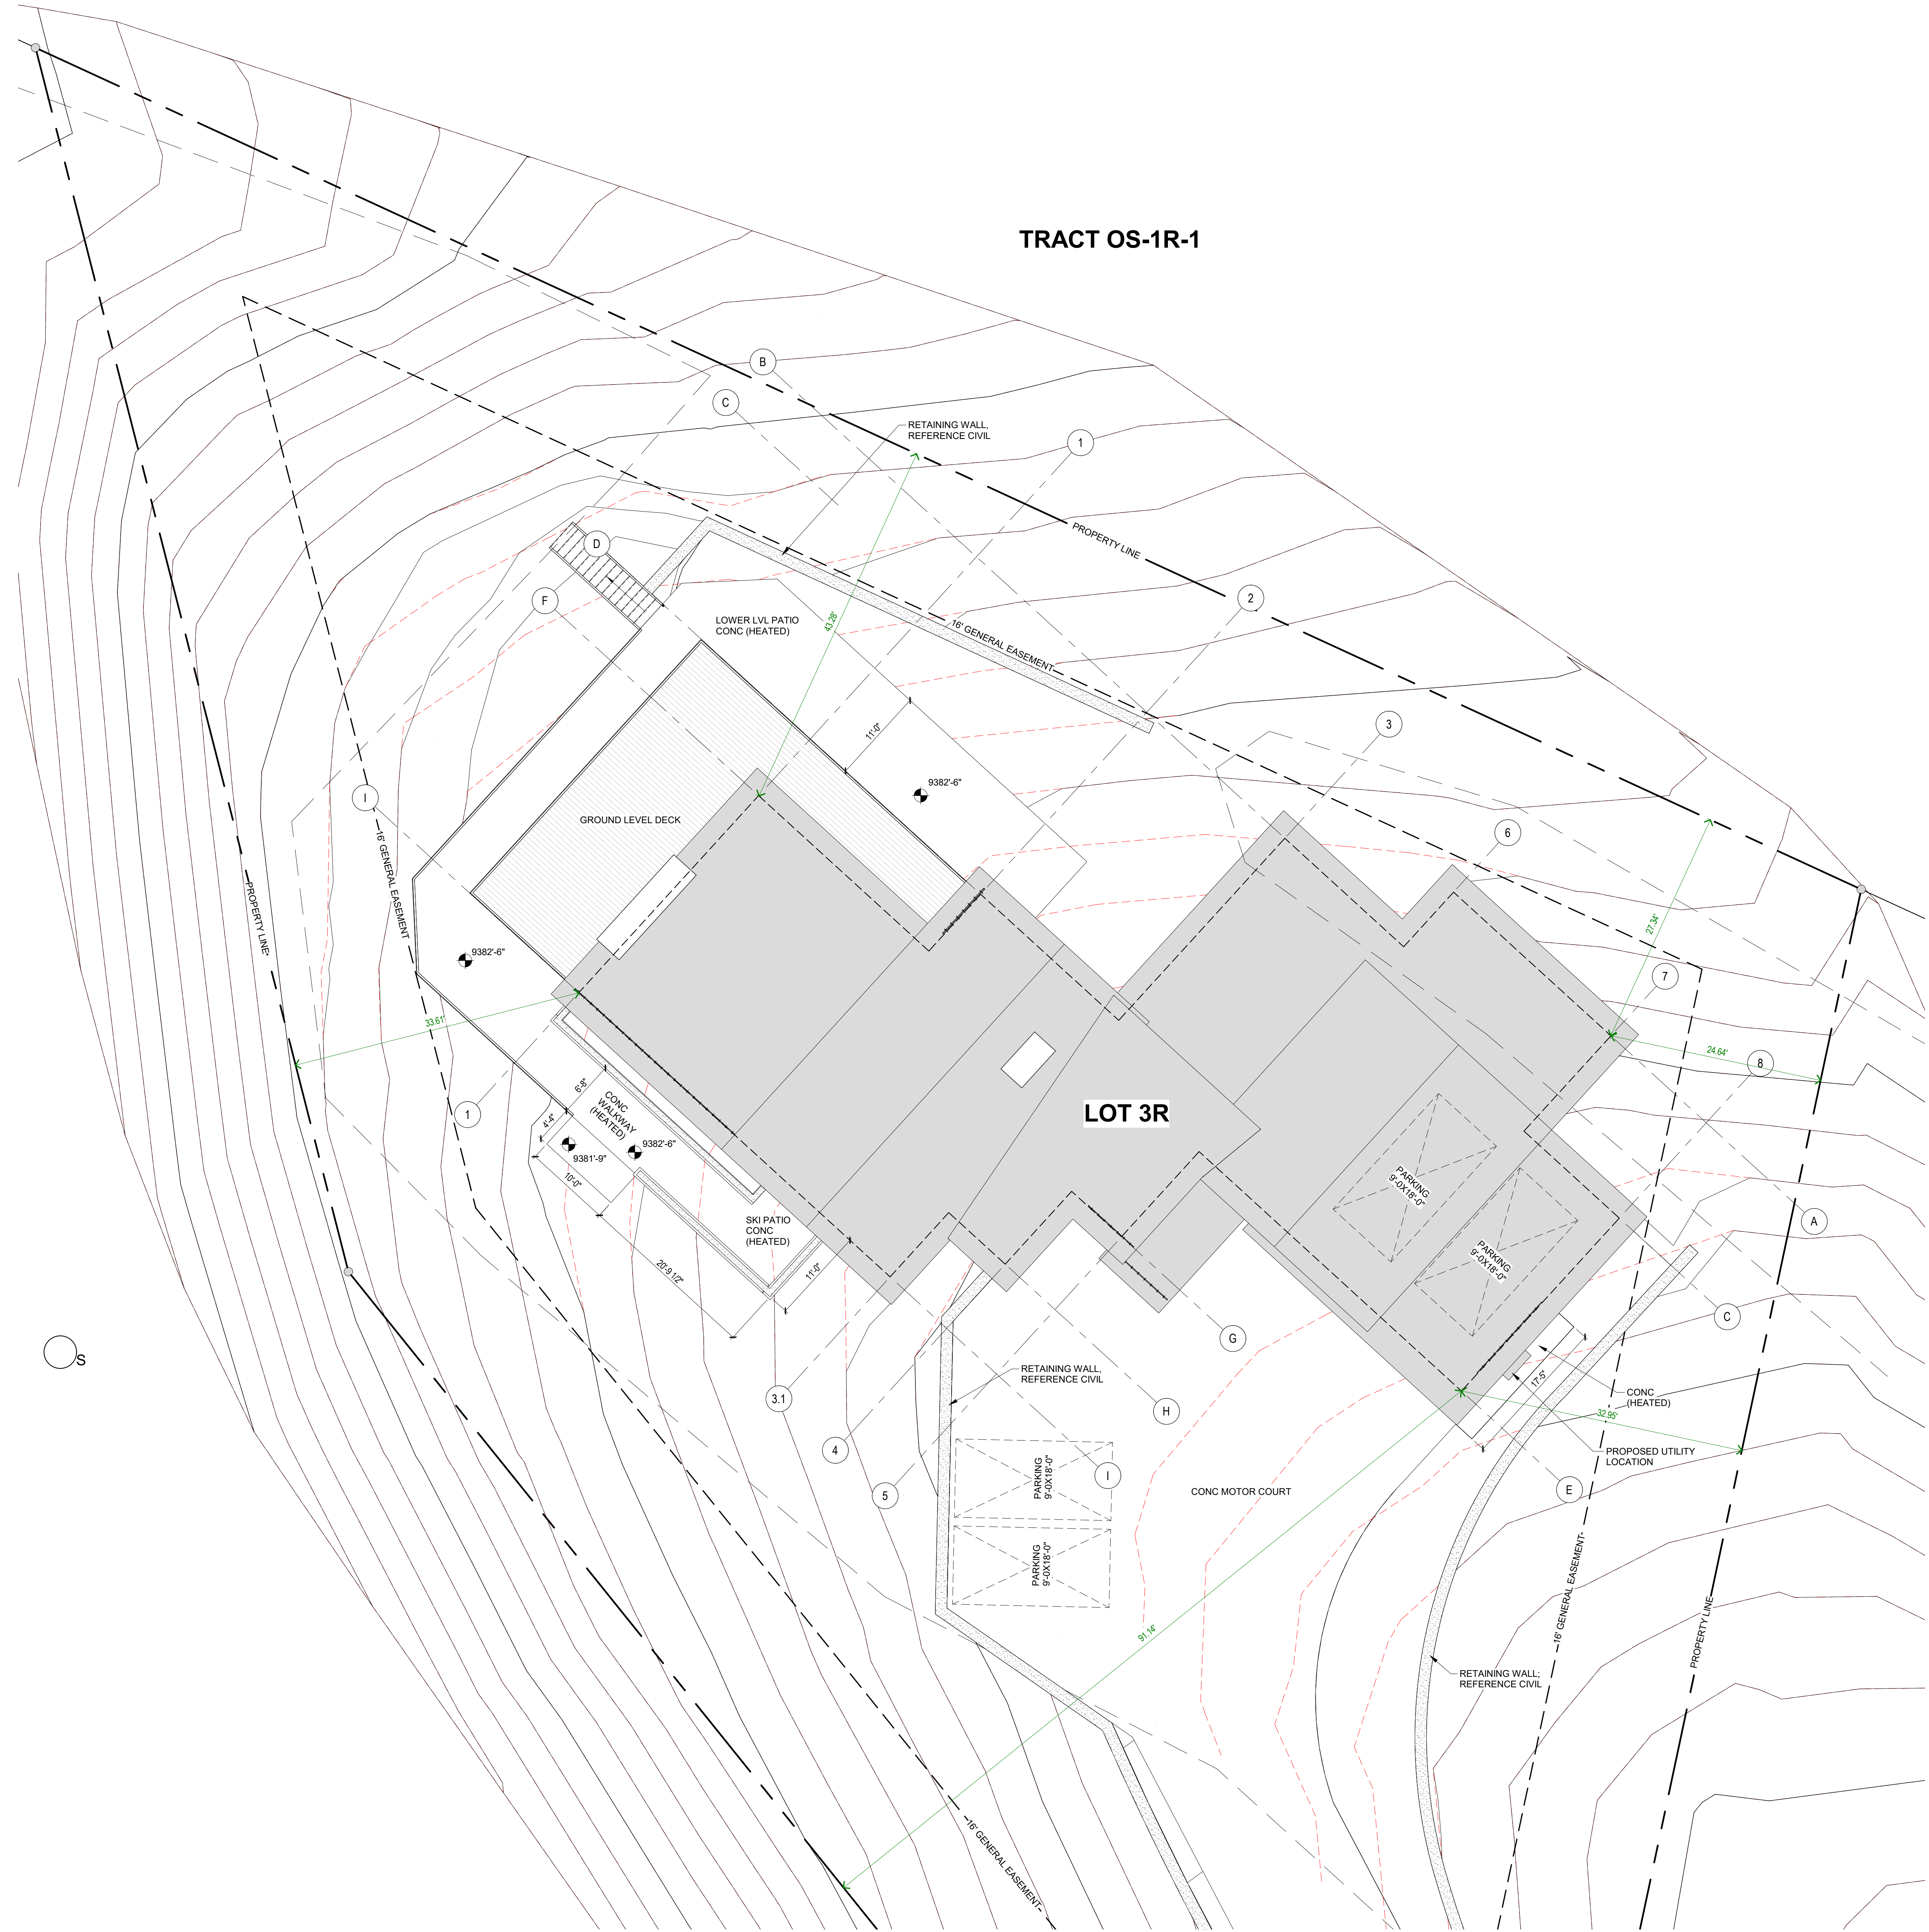 TRACT OS-1R-1
B
C
RETAINING WALL,
REFERENCE CIVIL
1
PROPERTY LINE
D
F
2
LOWER LVL PATIO
CONC (HEATED)
43.28'
16' GENERAL EASEMENT
11'-0"
3
9382'-6"
I
GROUND LEVEL DECK
6
16' GENERAL EASEMENT
PROPERTY LINE
27.34'
9382'-6"
7
33.61'
24.64'
8
1
6'-8"
4'-4"
CONC
WALKWAY
(HEATED)
9382'-6"
9381'-9"
10'-0"
LOT 3R
PARKING
9'-0X18'-0"
PARKING
9'-0X18'-0"
A
SKI PATIO
CONC
(HEATED)
20'-9 1/2"
11'-0"
G
C
S
RETAINING WALL,
REFERENCE CIVIL
3.1
H
17'-5"
CONC
(HEATED)
32.95'
4
5
I
E
PROPOSED UTILITY
LOCATION
PARKING
9'-0X18'-0"
CONC MOTOR COURT
PARKING
9'-0X18'-0"
91.14'
16' GENERAL EASEMENT
PROPERTY LINE
RETAINING WALL;
REFERENCE CIVIL
16' GENERAL EASEMENT